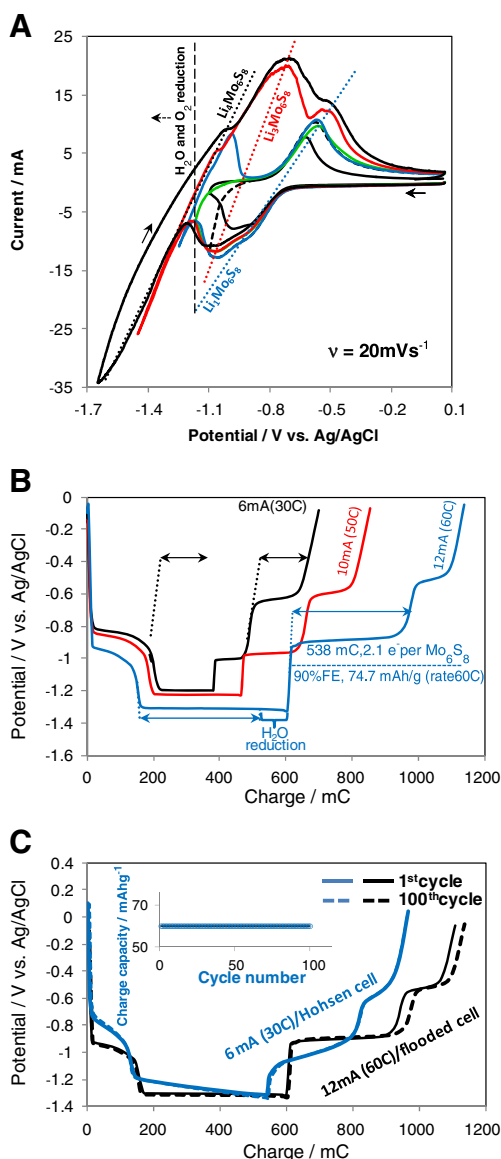 A
25
15
5
-5
-15
-25
-35
Current / mA
H2O and O2 reduction
Li4Mo6S8
Li3Mo6S8
Li1Mo6S8
ν = 20mVs-1
-1.7
-1.4
-1.1
-0.8
-0.5
-0.2
0.1
Potential / V vs. Ag/AgCl
B
0
-0.2
-0.4
-0.6
-0.8
-1
-1.2
-1.4
-1.6
Potential / V vs. Ag/AgCl
6mA(30C)
10mA (50C)
12mA (60C)
538 mC,2.1 e- per Mo6S8
90%FE, 74.7 mAh/g (rate60C)
H2O
reduction
0
200
400
600
800
1000
1200
Charge / mC
C
0.4
0.2
0
-0.2
-0.4
-0.6
-0.8
-1
-1.2
-1.4
Potential / V vs. Ag/AgCl
Charge capacity / mAhg-1
70
60
50
0
50
100
Cycle number
1st cycle
100th cycle
6 mA (30C)/Hohsen cell
12mA (60C)/flooded cell
0
200
400
600
800
1000
1200
Charge / mC